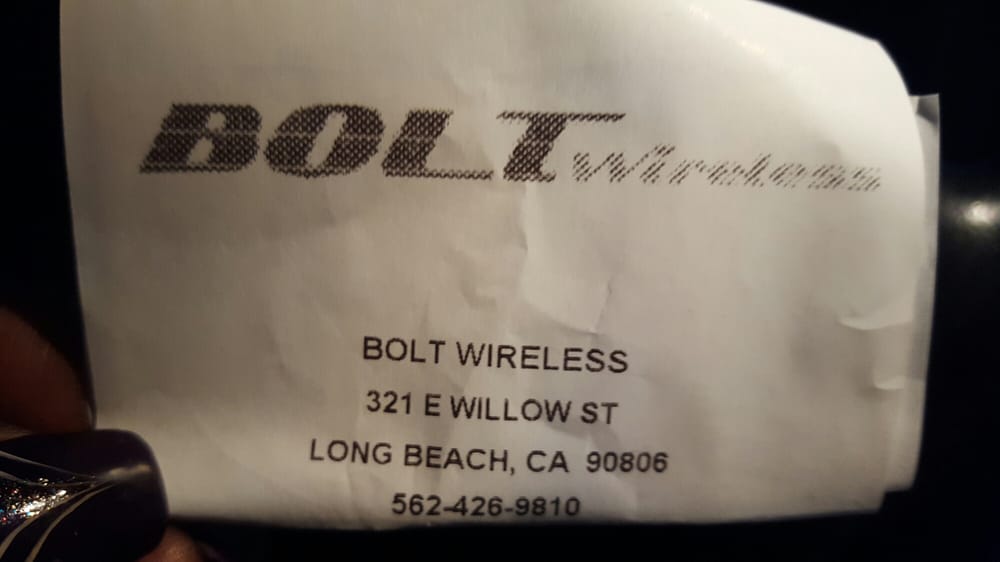 BOLT Wireless
BOLT WIRELESS
321 E WILLOW ST
LONG BEACH, CA 90806
562-426-9810